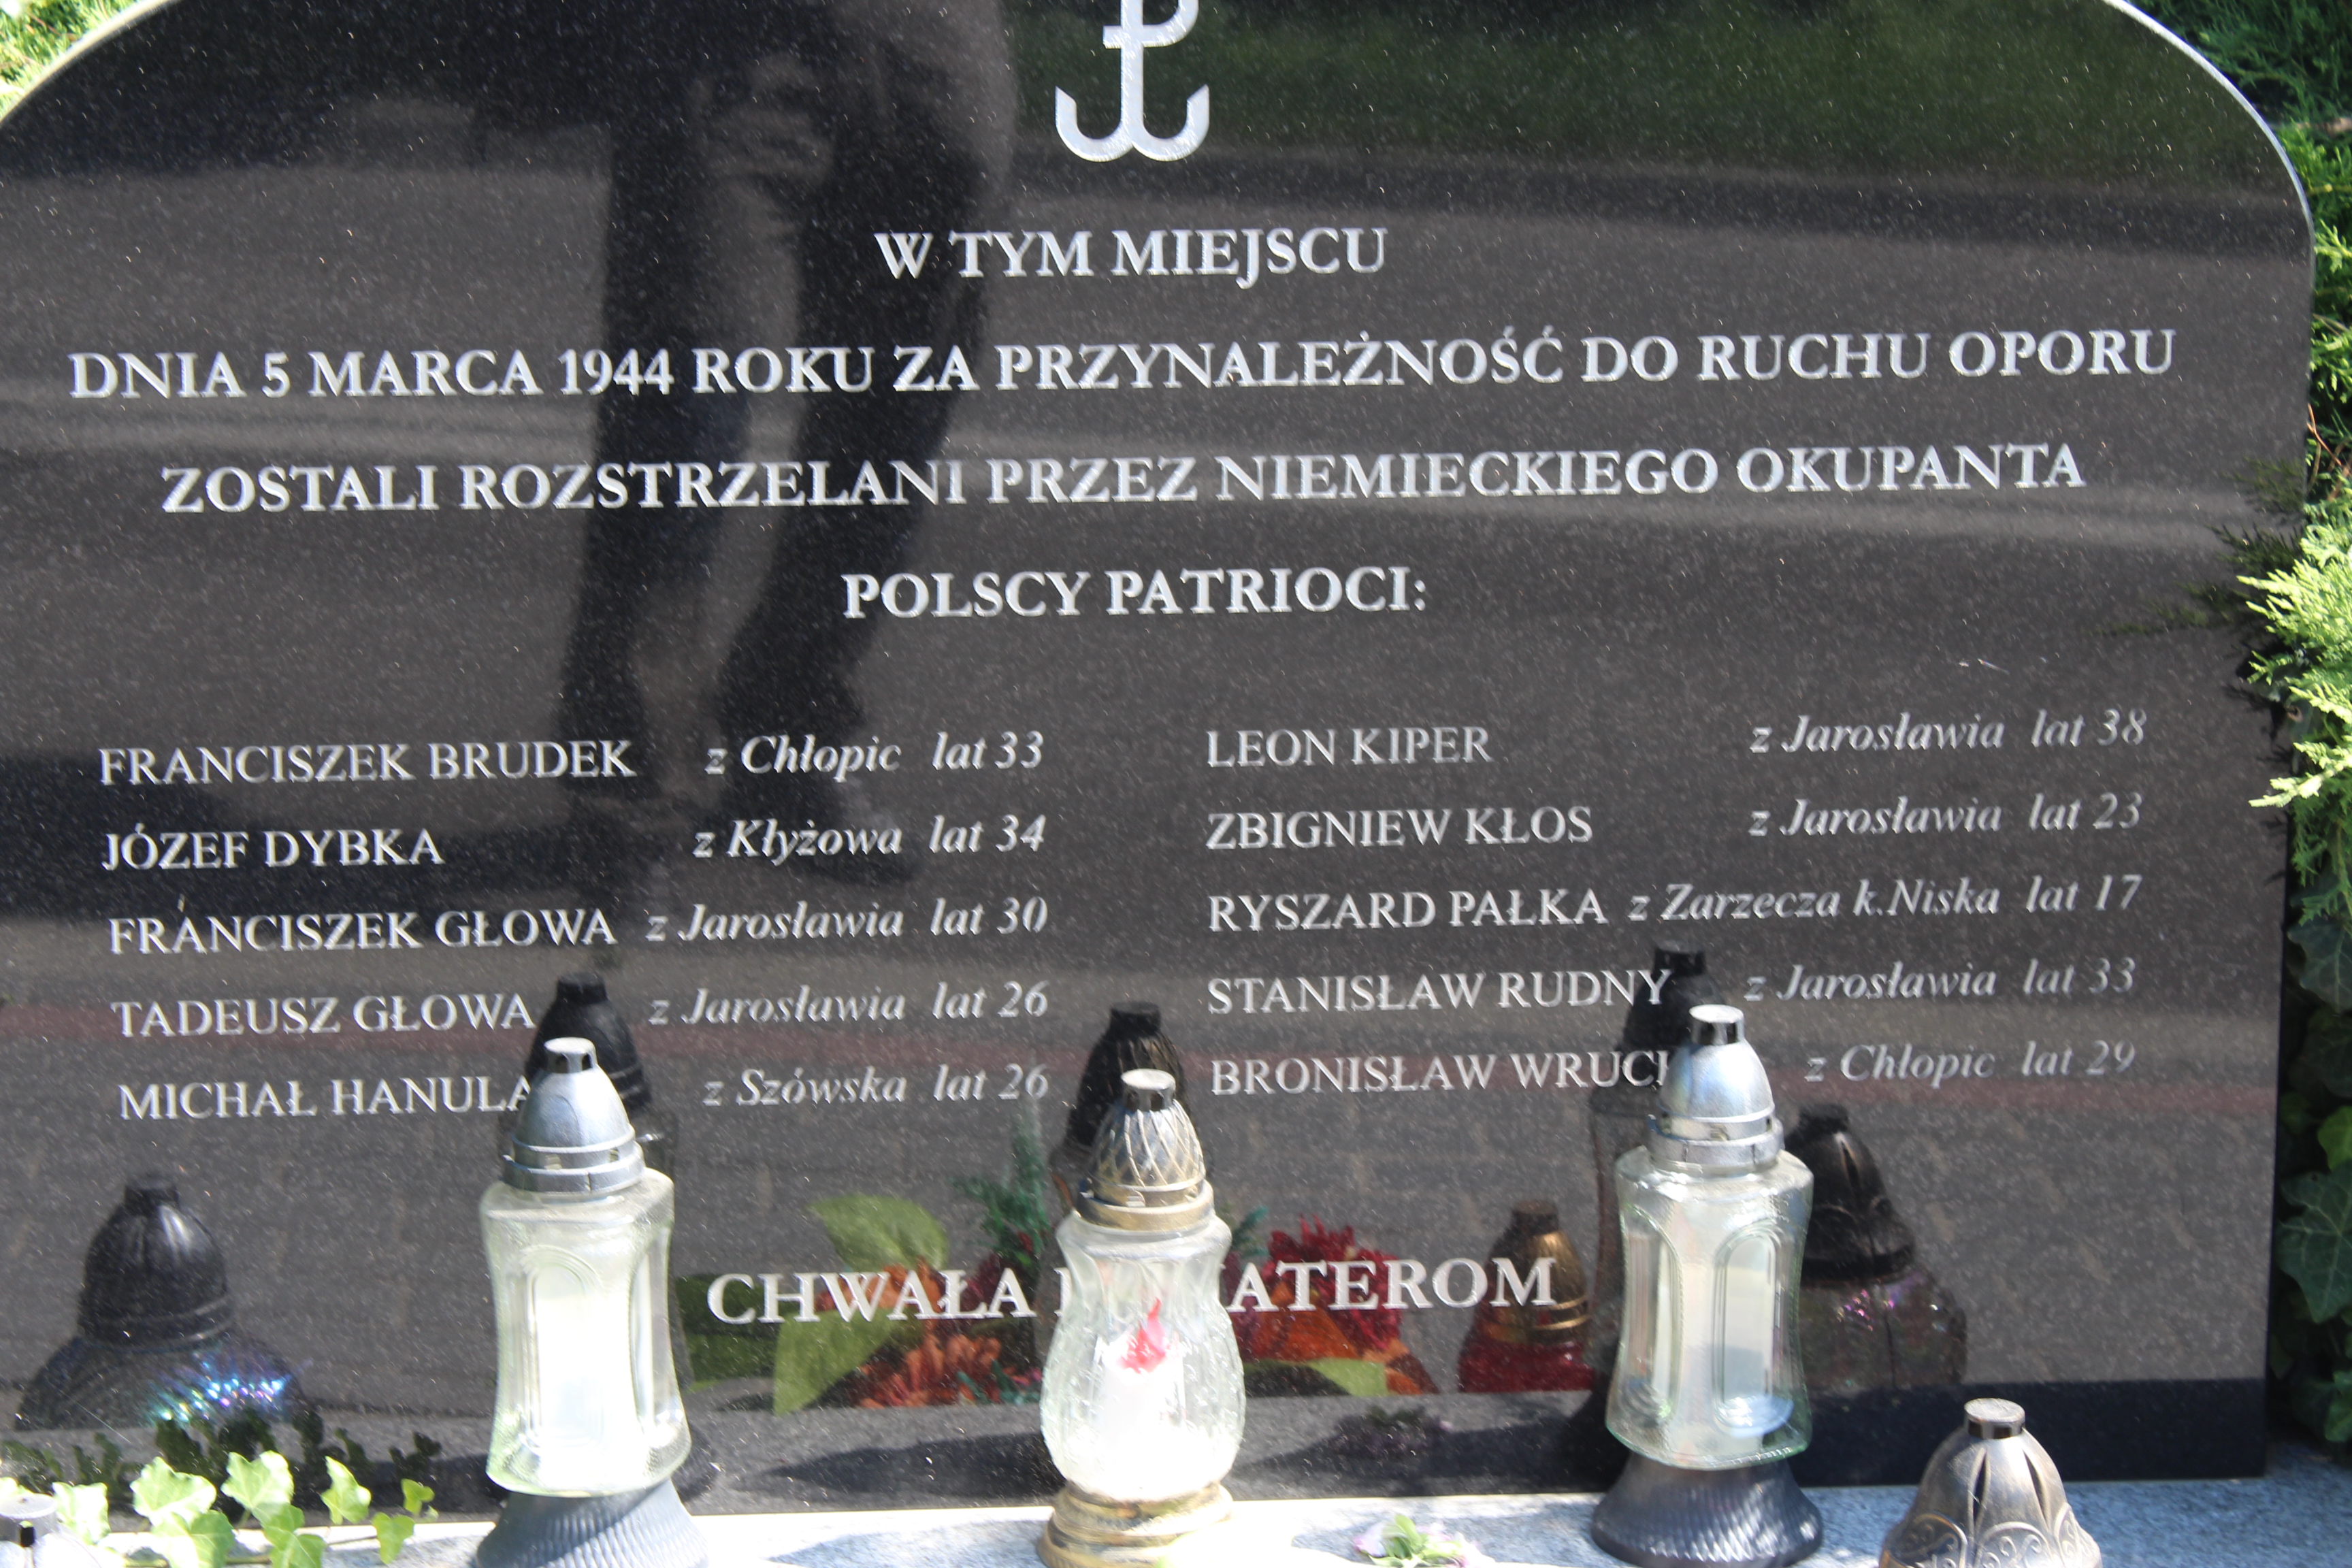 W TYM MIEJSCU
DNIA 5 MARCA 1944 ROKU ZA PRZYNALEŻNOŚĆ DO RUCHU OPORU
ZOSTALI ROZSTRZELANI PRZEZ NIEMIECKIEGO OKUPANTA
POLSCY PATRIOCI:
FRANCISZEK BRUDEK z Chłopic lat 33
JÓZEF DYBKA z Kłyżowa lat 34
FRANCISZEK GŁOWA z Jarosławia lat 30
TADEUSZ GŁOWA z Jarosławia lat 26
MICHAŁ HANULA z Szówska lat 26
LEON KIPER z Jarosławia lat 38
ZBIGNIEW KŁOS z Jarosławia lat 23
RYSZARD PAŁKA z Zarzecza k.Niska lat 17
STANISŁAW RUDNY z Jarosławia lat 33
BRONISŁAW z Chłopic lat 29
CHWAŁA